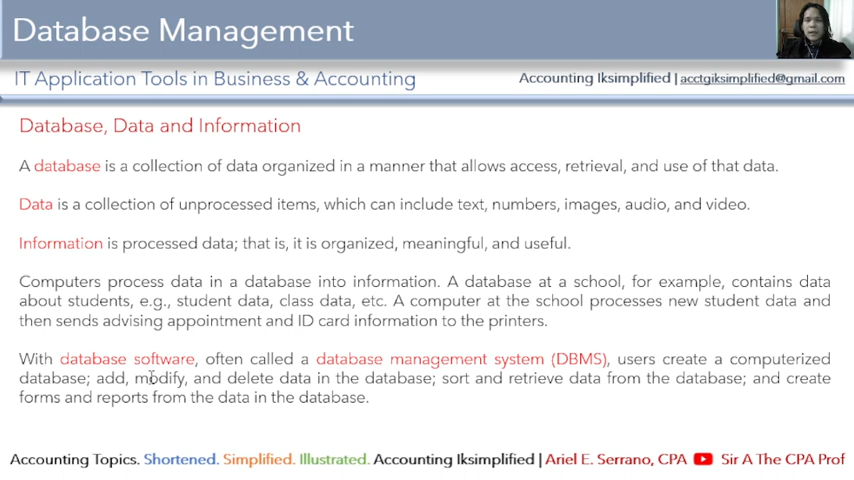 Database Management
IT Application Tools in Business & Accounting
Accounting Iksimplified | acctgiksimplified@gmail.com
Database, Data and Information
A database is a collection of data organized in a manner that allows access, retrieval, and use of that data.
Data is a collection of unprocessed items, which can include text, numbers, images, audio, and video.
Information is processed data; that is, it is organized, meaningful, and useful.
Computers process data in a database into information. A database at a school, for example, contains data
about students, e.g., student data, class data, etc. A computer at the school processes new student data and
then sends advising appointment and ID card information to the printers.
With database software, often called a database management system (DBMS), users create a computerized
database; add, modify, and delete data in the database; sort and retrieve data from the database; and create
forms and reports from the data in the database.
Accounting Topics. Shortened. Simplified. Illustrated. Accounting Iksimplified | Ariel E. Serrano, CPA Sir A The CPA Prof